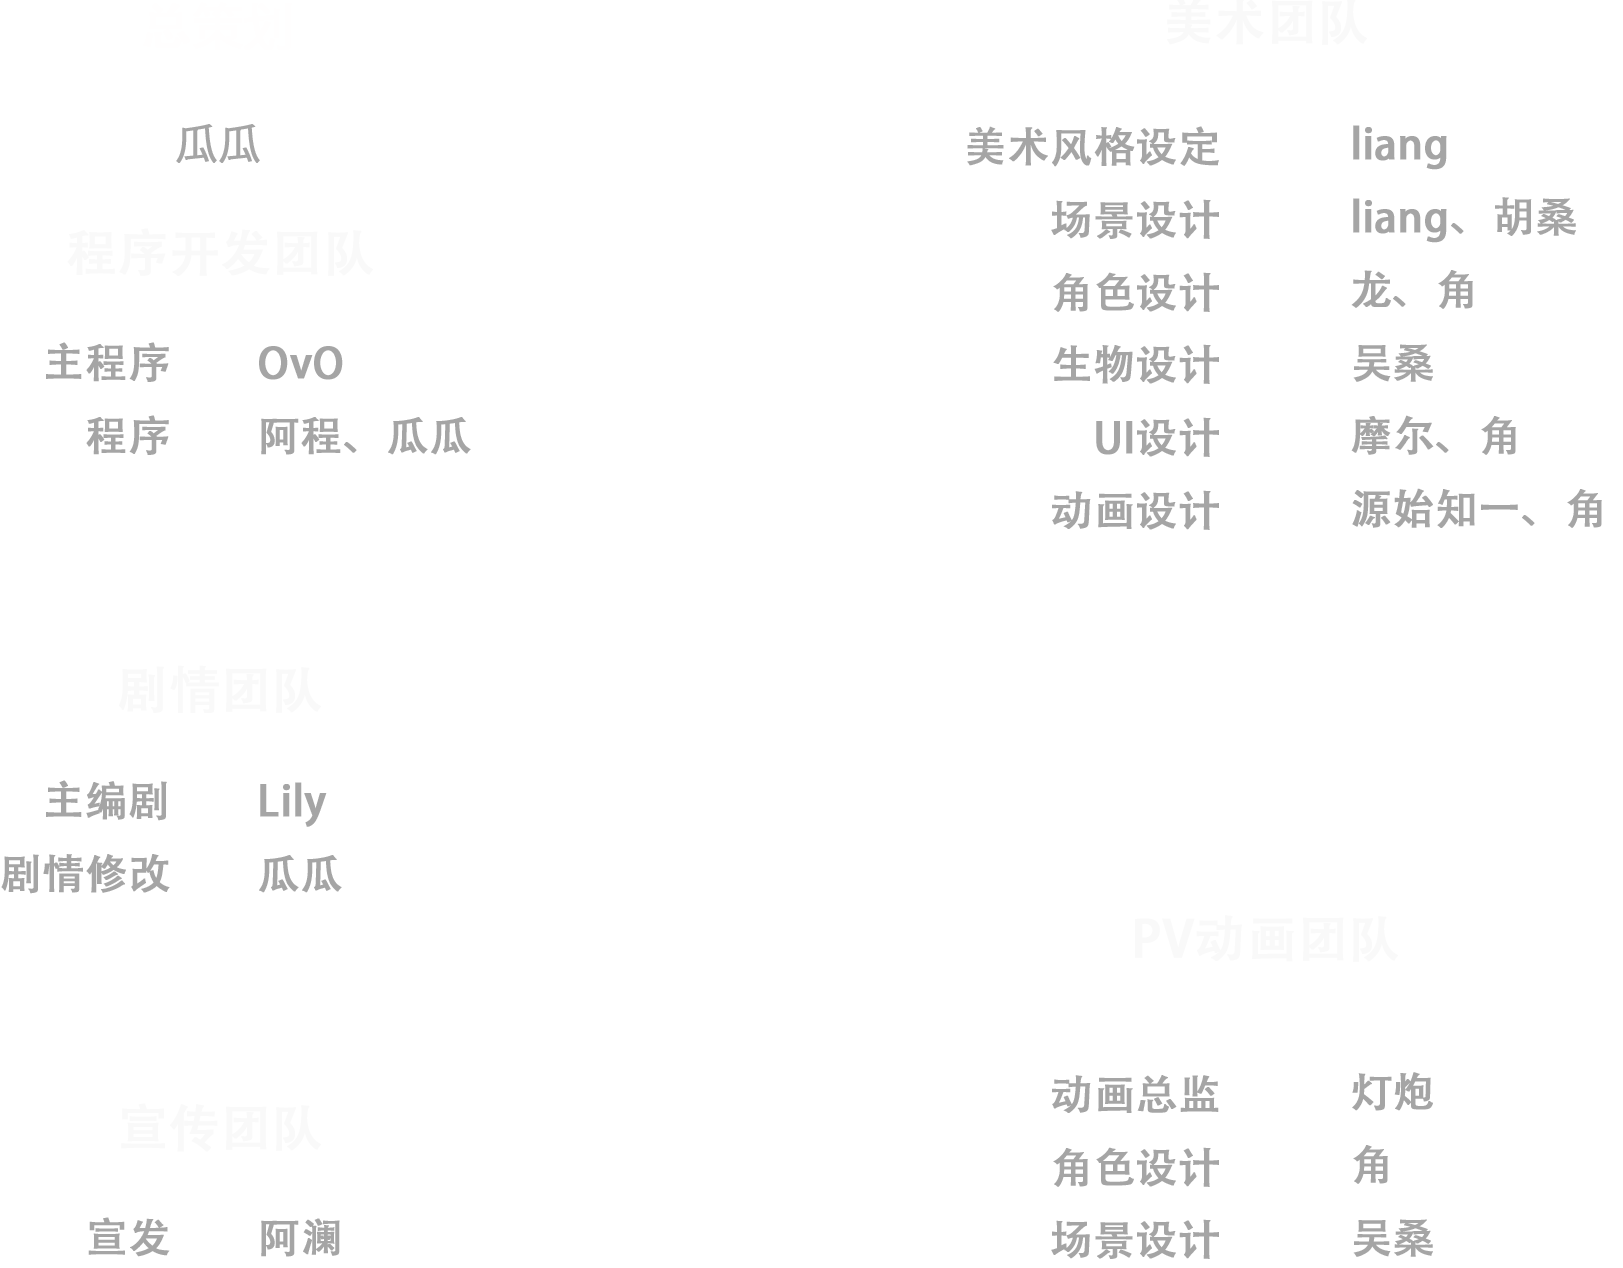 总策划
瓜瓜
程序开发团队
主程序 OvO
程序 阿程、瓜瓜
剧情团队
主编剧 Lily
剧情修改 瓜瓜
宣传团队
宣发 阿澜
美术团队
美术风格设定 liang
场景设计 liang、胡桑
角色设计 龙、角
生物设计 吴桑
UI设计 摩尔、角
动画设计 源始知一、角
PV动画团队
动画总监 灯炮
角色设计 角
场景设计 吴桑